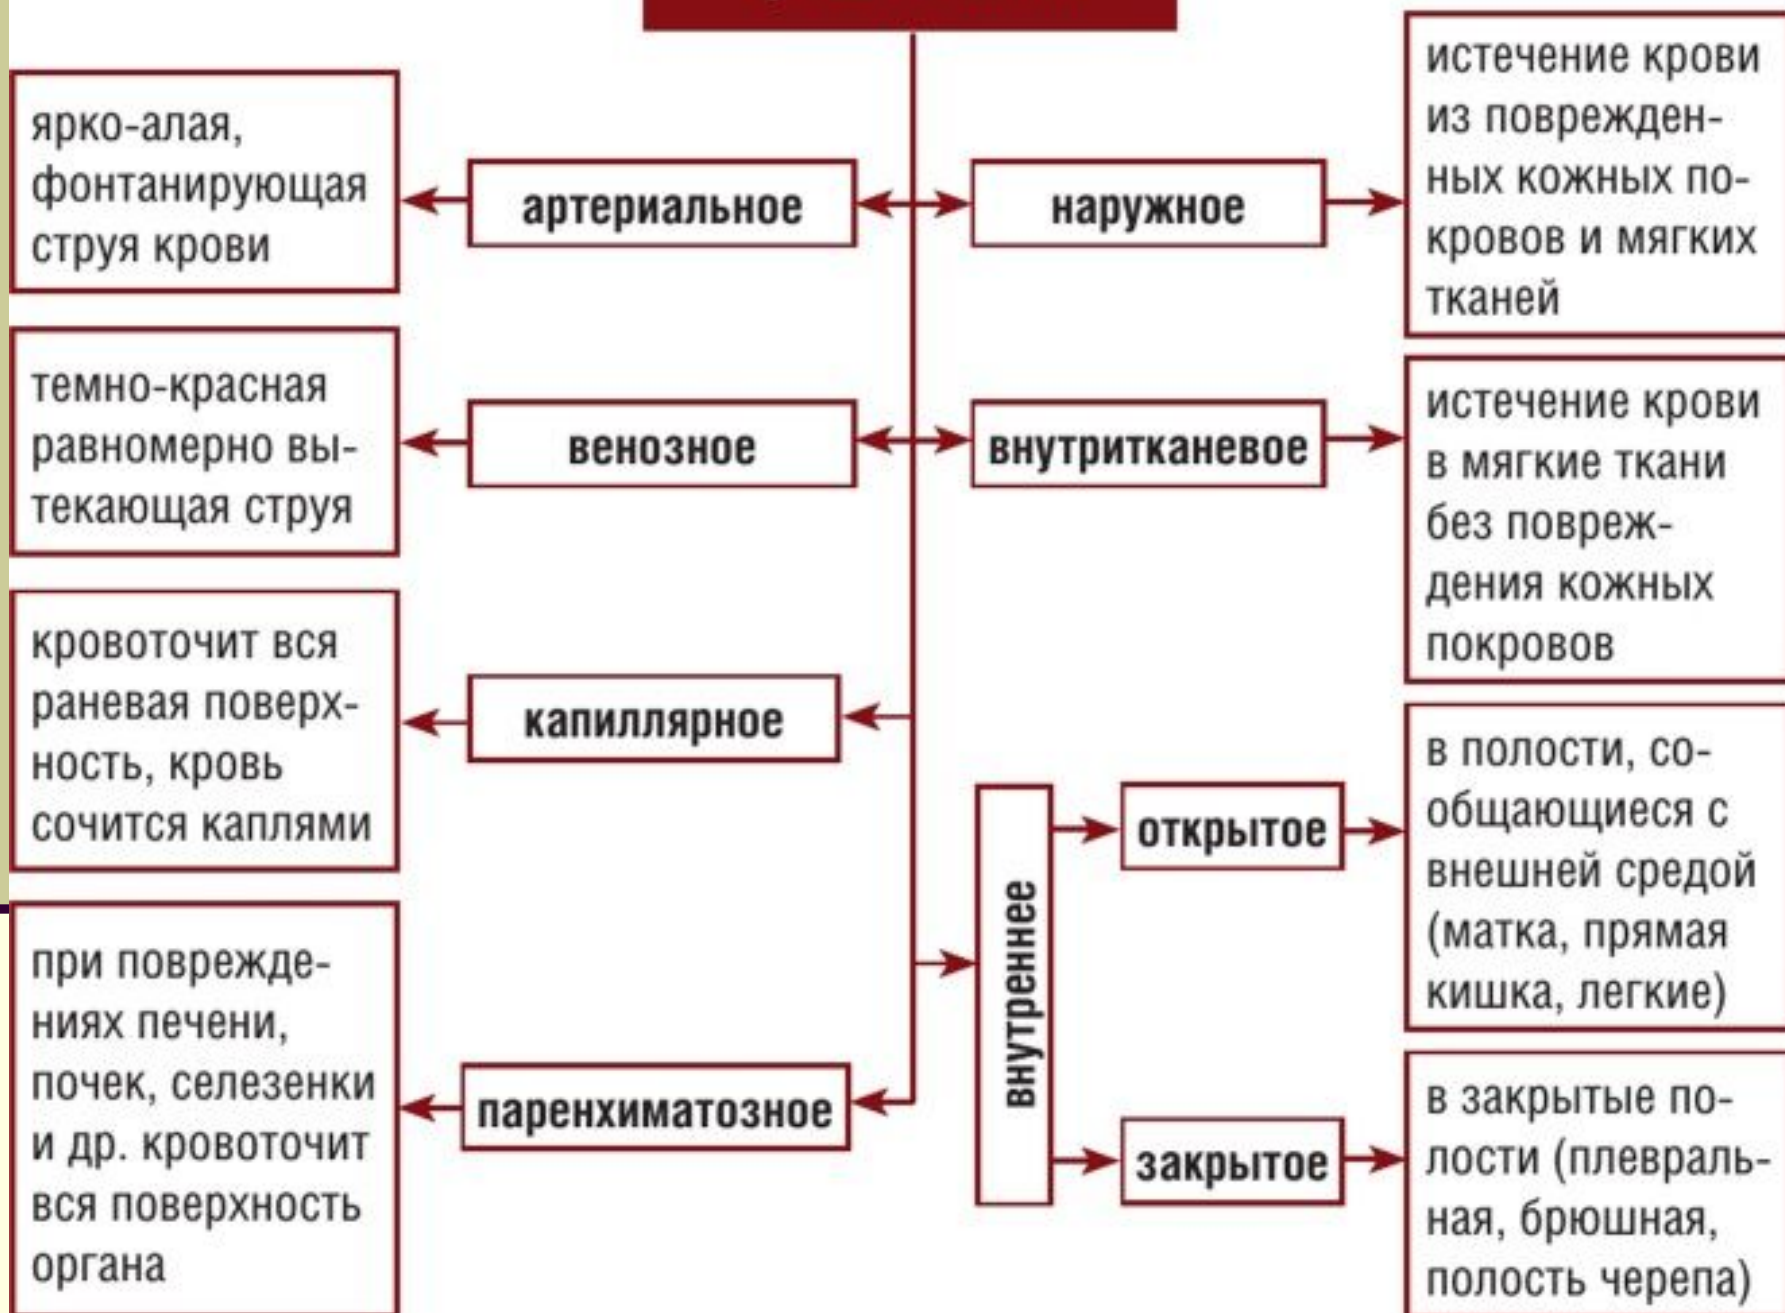 ярко-алая,
фонтанирующая
струя крови
артериальное
наружное
истечение крови
из поврежден-
ных кожных по-
кровов и мягких
тканей
темно-красная
равномерно вы-
текающая струя
венозное
внутритканевое
истечение крови
в мягкие ткани
без повреж-
дения кожных
покровов
кровоточит вся
раневая поверх-
ность, кровь
сочится каплями
капиллярное
внутреннее
открытое
в полости, со-
общающиеся с
внешней средой
(матка, прямая
кишка, легкие)
при поврежде-
ниях печени,
почек, селезенки
и др. кровоточит
вся поверхность
органа
паренхиматозное
закрытое
в закрытые по-
лости (плевраль-
ная, брюшная,
полость черепа)